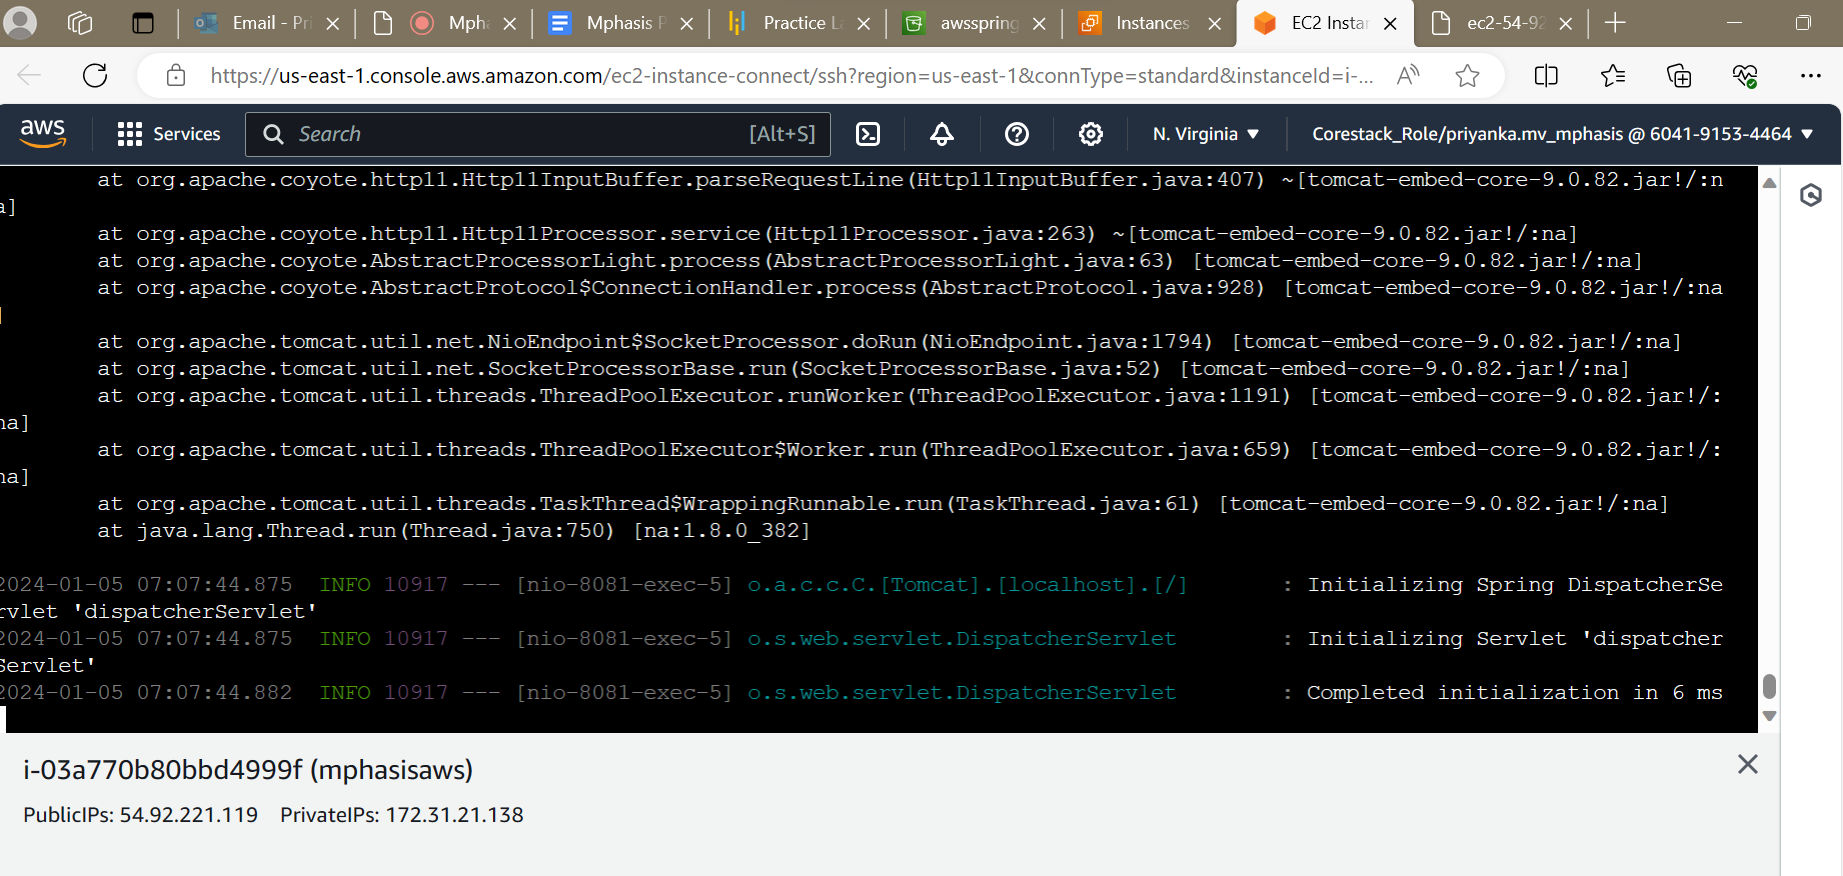 Email - Pri
Mpha
Mphasis P
Practice La
awsspring
Instances
EC2 Instan
ec2-54-92
https://us-east-1.console.aws.amazon.com/ec2-instance-connect/ssh?region=us-east-1&connType=standard&instanceId=i-...
aws
Services
Search
[Alt+S]
N. Virginia
Corestack_Role/priyanka.mv_mphasis @ 6041-9153-4464
at org.apache.coyote.http11.Http11InputBuffer.parseRequestLine(Http11InputBuffer.java:407) ~[tomcat-embed-core-9.0.82.jar!/:n
a]
at org.apache.coyote.http11.Http11Processor.service(Http11Processor.java:263) ~[tomcat-embed-core-9.0.82.jar!/:na]
at org.apache.coyote.AbstractProcessorLight.process(AbstractProcessorLight.java:63) [tomcat-embed-core-9.0.82.jar!/:na]
at org.apache.coyote.AbstractProtocol$ConnectionHandler.process(AbstractProtocol.java:928) [tomcat-embed-core-9.0.82.jar!/:na
]
at org.apache.tomcat.util.net.NioEndpoint$SocketProcessor.doRun(NioEndpoint.java:1794) [tomcat-embed-core-9.0.82.jar!/:na]
at org.apache.tomcat.util.net.SocketProcessorBase.run(SocketProcessorBase.java:52) [tomcat-embed-core-9.0.82.jar!/:na]
at org.apache.tomcat.util.threads.ThreadPoolExecutor.runWorker(ThreadPoolExecutor.java:1191) [tomcat-embed-core-9.0.82.jar!/:
na]
at org.apache.tomcat.util.threads.ThreadPoolExecutor$Worker.run(ThreadPoolExecutor.java:659) [tomcat-embed-core-9.0.82.jar!/:
na]
at org.apache.tomcat.util.threads.TaskThread$WrappingRunnable.run(TaskThread.java:61) [tomcat-embed-core-9.0.82.jar!/:na]
at java.lang.Thread.run(Thread.java:750) [na:1.8.0_382]
2024-01-05 07:07:44.875 INFO 10917 --- [nio-8081-exec-5] o.a.c.c.C.[Tomcat].[localhost].[/] : Initializing Spring DispatcherSe
rvlet 'dispatcherServlet'
2024-01-05 07:07:44.875 INFO 10917 --- [nio-8081-exec-5] o.s.web.servlet.DispatcherServlet : Initializing Servlet 'dispatcher
Servlet'
2024-01-05 07:07:44.882 INFO 10917 --- [nio-8081-exec-5] o.s.web.servlet.DispatcherServlet : Completed initialization in 6 ms
i-03a770b80bbd4999f (mphasisaws)
PublicIPs: 54.92.221.119 PrivateIPs: 172.31.21.138